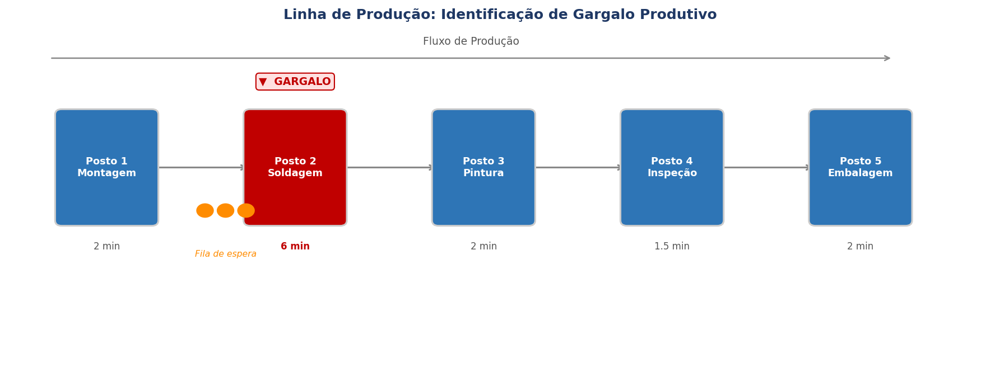 Linha de Produção: Identificação de Gargalo Produtivo
Fluxo de Produção
▼ GARGALO
Posto 1
Montagem
Posto 2
Soldagem
Posto 3
Pintura
Posto 4
Inspeção
Posto 5
Embalagem
2 min
6 min
2 min
1.5 min
2 min
Fila de espera